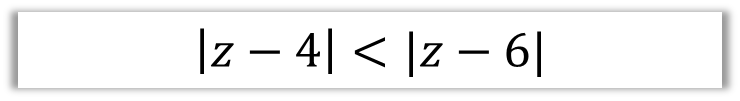 |z − 4| < |z − 6|